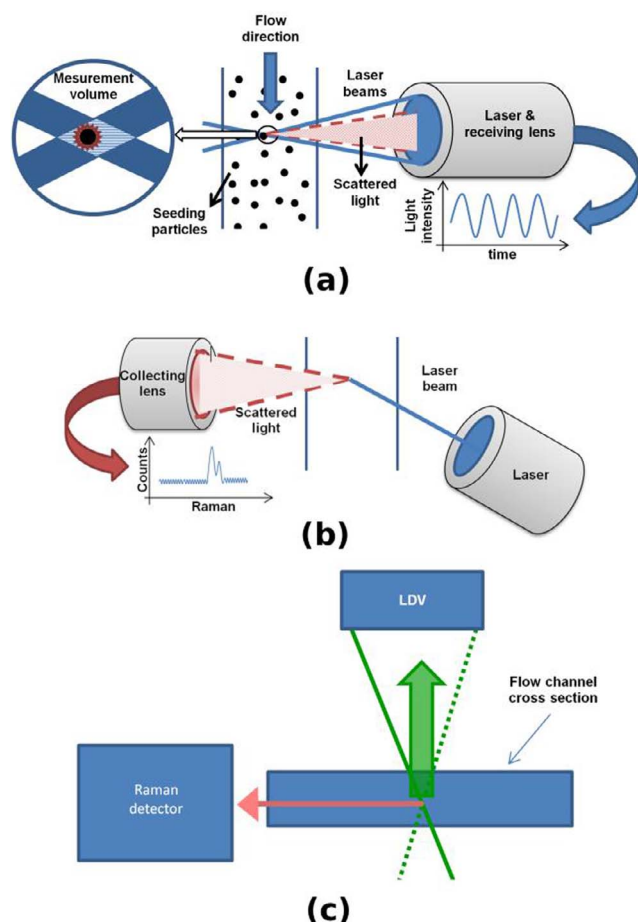 Flow
direction
Mesurement
volume
Laser
beams
Laser &
receiving lens
Scattered
light
Seeding
particles
Light
intensity
time
(a)
Collecting
lens
Scattered
light
Laser
beam
Laser
Counts
Raman
(b)
LDV
Flow channel
cross section
Raman
detector
(c)